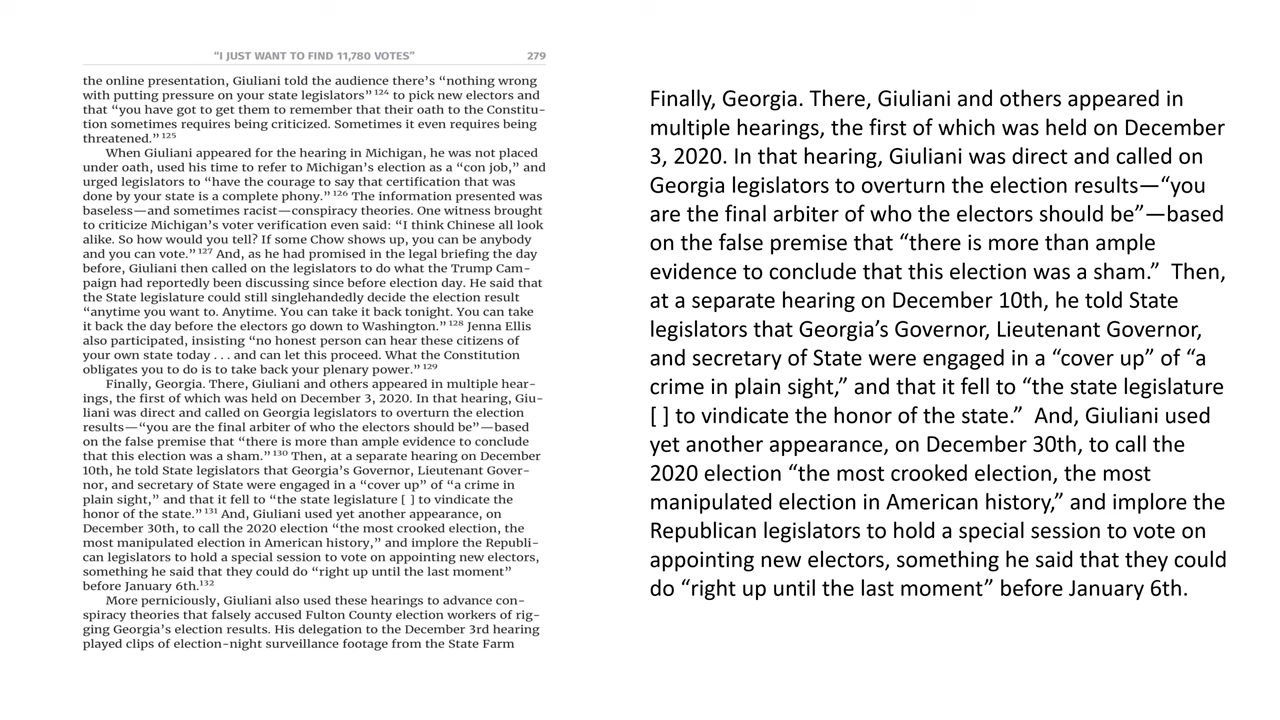 “I JUST WANT TO FIND 11,780 VOTES” 279
the online presentation, Giuliani told the audience there’s “nothing wrong
with putting pressure on your state legislators” 124 to pick new electors and
that “you have got to get them to remember that their oath to the Constitu-
tion sometimes requires being criticized. Sometimes it even requires being
threatened.” 125
When Giuliani appeared for the hearing in Michigan, he was not placed
under oath, used his time to refer to Michigan’s election as a “con job,” and
urged legislators to “have the courage to say that certification that was
done by your state is a complete phony.” 126 The information presented was
baseless—and sometimes racist—conspiracy theories. One witness brought
to criticize Michigan’s voter verification even said: “I think Chinese all look
alike. So how would you tell? If some Chow shows up, you can be anybody
and you can vote.” 127 And, as he had promised in the legal briefing the day
before, Giuliani then called on the legislators to do what the Trump Cam-
paign had reportedly been discussing since before election day. He said that
the State legislature could still singlehandedly decide the election result
“anytime you want to. Anytime. You can take it back tonight. You can take
it back the day before the electors go down to Washington.” 128 Jenna Ellis
also participated, insisting “no honest person can hear these citizens of
your own state today . . . and can let this proceed. What the Constitution
obligates you to do is to take back your plenary power.” 129
Finally, Georgia. There, Giuliani and others appeared in multiple hear-
ings, the first of which was held on December 3, 2020. In that hearing, Giu-
liani was direct and called on Georgia legislators to overturn the election
results—“you are the final arbiter of who the electors should be”—based
on the false premise that “there is more than ample evidence to conclude
that this election was a sham.” 130 Then, at a separate hearing on December
10th, he told State legislators that Georgia’s Governor, Lieutenant Gover-
nor, and secretary of State were engaged in a “cover up” of “a crime in
plain sight,” and that it fell to “the state legislature [ ] to vindicate the
honor of the state.” 131 And, Giuliani used yet another appearance, on
December 30th, to call the 2020 election “the most crooked election, the
most manipulated election in American history,” and implore the Republi-
can legislators to hold a special session to vote on appointing new electors,
something he said that they could do “right up until the last moment”
before January 6th.132
More perniciously, Giuliani also used these hearings to advance con-
spiracy theories that falsely accused Fulton County election workers of rig-
ging Georgia’s election results. His delegation to the December 3rd hearing
played clips of election-night surveillance footage from the State Farm
Finally, Georgia. There, Giuliani and others appeared in
multiple hearings, the first of which was held on December
3, 2020. In that hearing, Giuliani was direct and called on
Georgia legislators to overturn the election results—“you
are the final arbiter of who the electors should be”—based
on the false premise that “there is more than ample
evidence to conclude that this election was a sham.”  Then,
at a separate hearing on December 10th, he told State
legislators that Georgia’s Governor, Lieutenant Governor,
and secretary of State were engaged in a “cover up” of “a
crime in plain sight,” and that it fell to “the state legislature
[ ] to vindicate the honor of the state.”  And, Giuliani used
yet another appearance, on December 30th, to call the
2020 election “the most crooked election, the most
manipulated election in American history,” and implore the
Republican legislators to hold a special session to vote on
appointing new electors, something he said that they could
do “right up until the last moment” before January 6th.